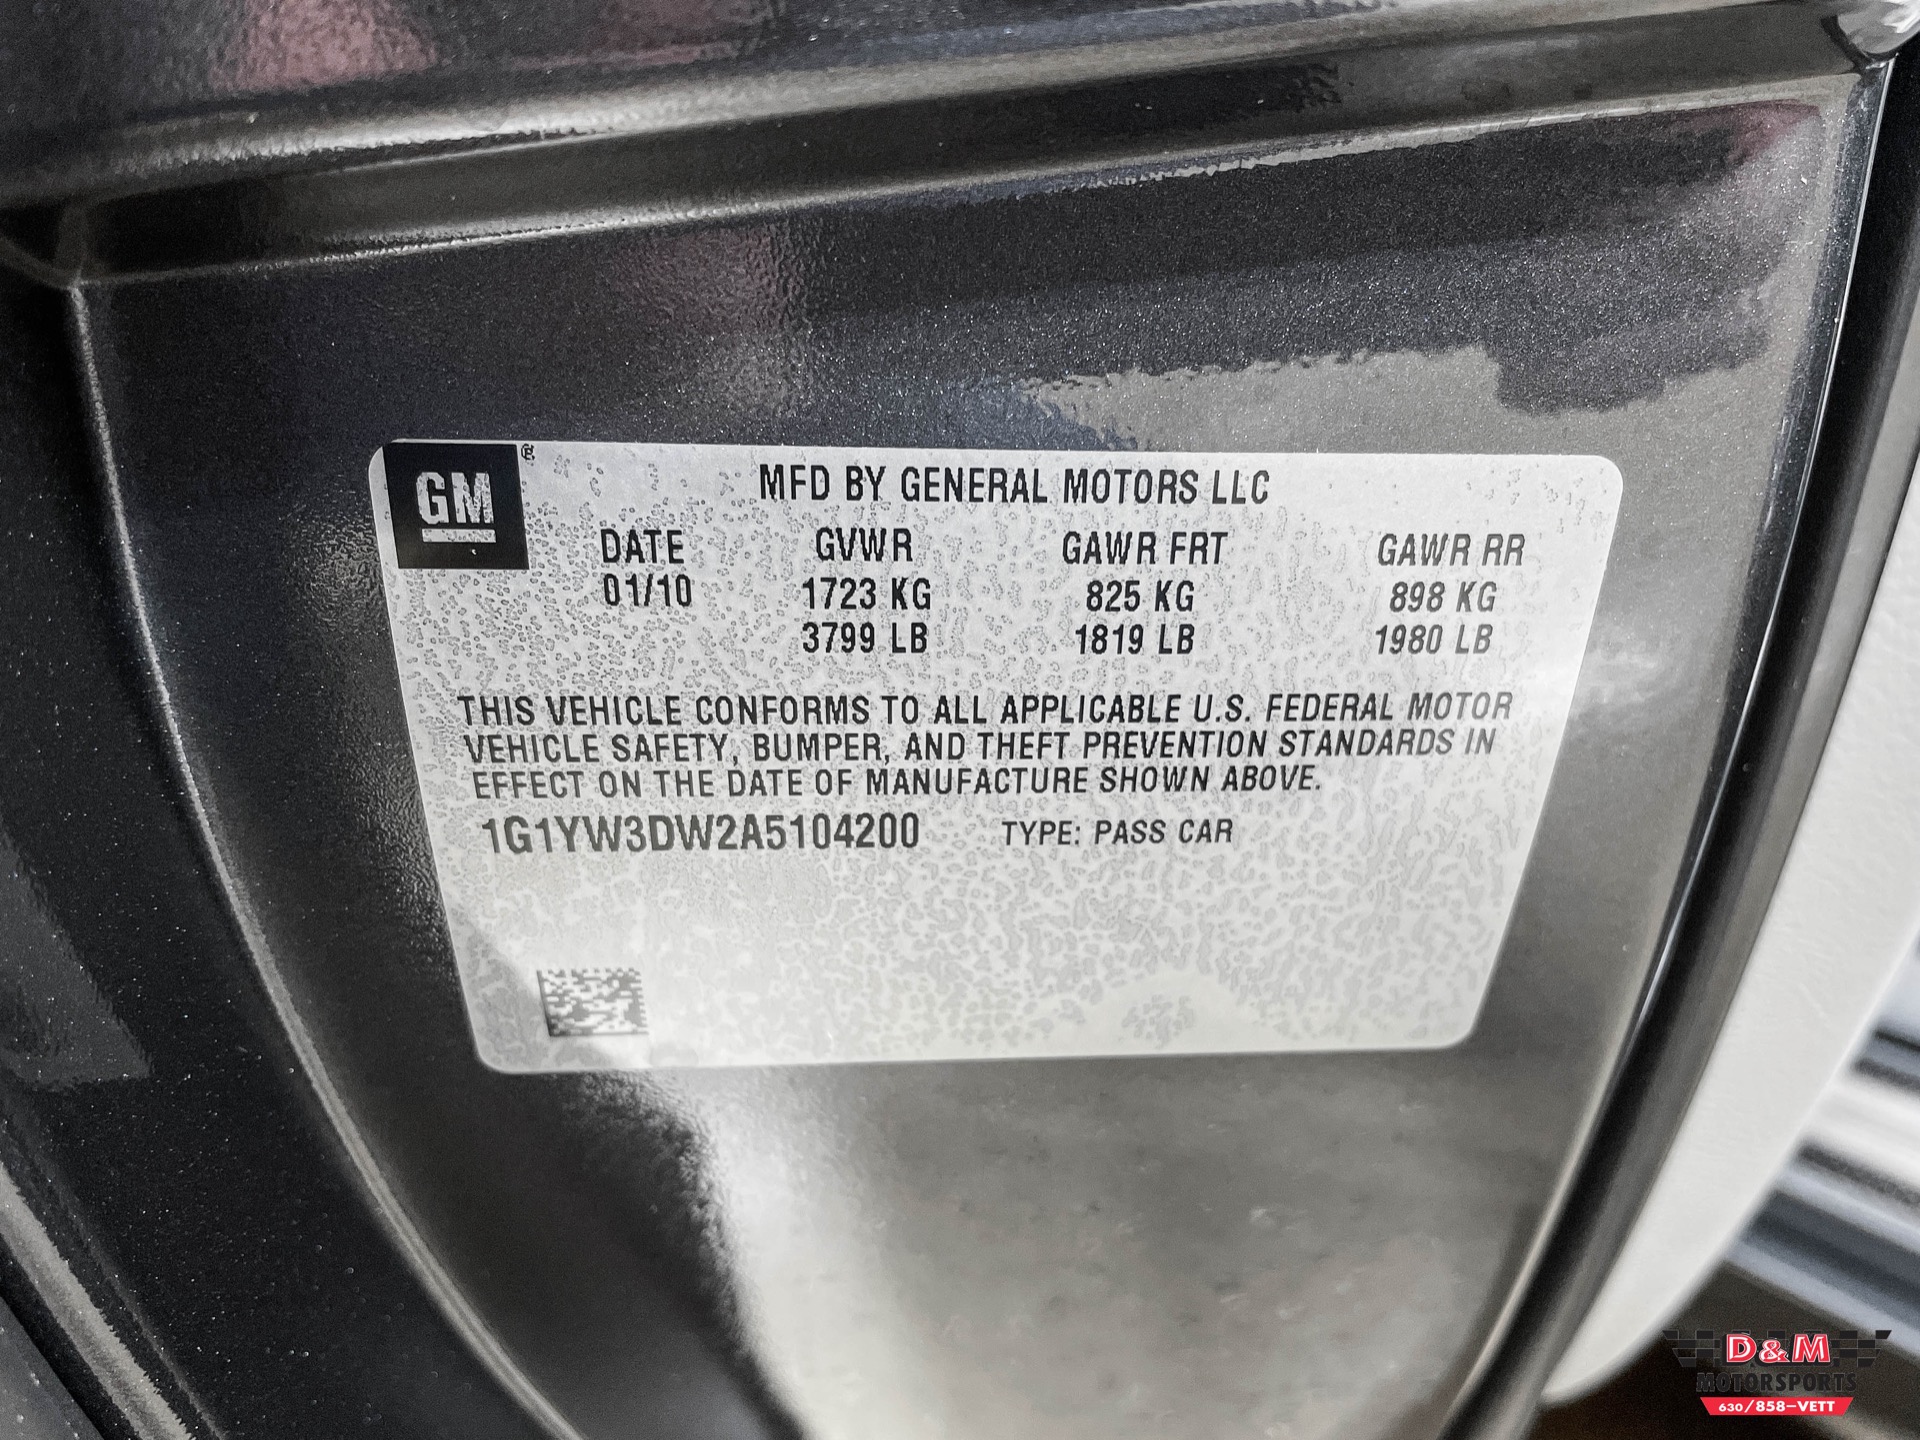 GM
MFD BY GENERAL MOTORS LLC
DATE GVWR GAWR FRT GAWR RR
01/10 1723 KG 825 KG 898 KG
3799 LB 1819 LB 1980 LB
THIS VEHICLE CONFORMS TO ALL APPLICABLE U.S. FEDERAL MOTOR
VEHICLE SAFETY, BUMPER, AND THEFT PREVENTION STANDARDS IN
EFFECT ON THE DATE OF MANUFACTURE SHOWN ABOVE.
1G1YW3DW2A5104200 TYPE: PASS CAR
D&M
MOTORSPORTS
630/858-VETT